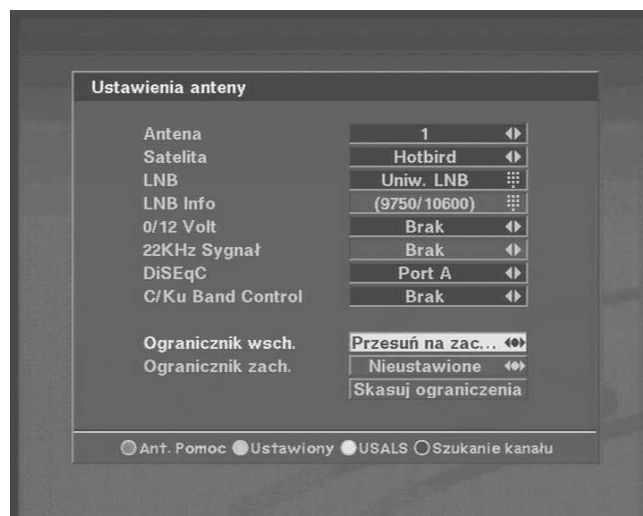 Ustawienia anteny
Antena 1
Satelita Hotbird
LNB Uniw. LNB
LNB Info (9750/10600)
0/12 Volt Brak
22KHz Sygnał Brak
DiSEqC Port A
C/Ku Band Control Brak
Ogranicznik wsch. Przesuń na zac...
Ogranicznik zach. Nieustawione
Skasuj ograniczenia
Ant. Pomoc Ustawiony USALS Szukanie kanału